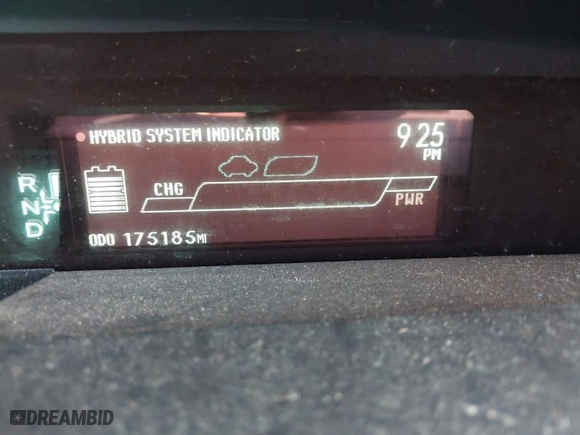 HYBRID SYSTEM INDICATOR
9:25
PM
R
N
D
CHG
PWR
ODO 175185MI
DREAMBID